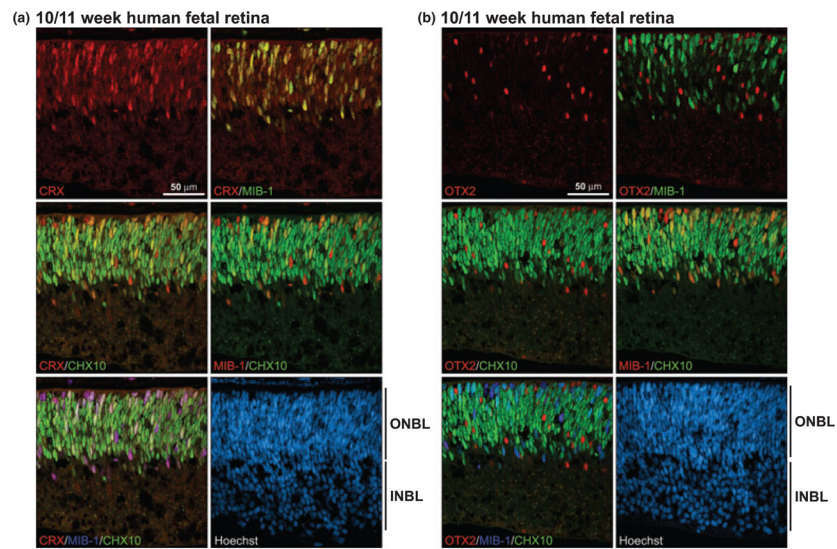 (a) 10/11 week human fetal retina
CRX
50 µm
CRX/MIB-1
CRX/CHX10
MIB-1/CHX10
CRX/MIB-1/CHX10
Hoechst
ONBL
INBL
(b) 10/11 week human fetal retina
OTX2
50 µm
OTX2/MIB-1
OTX2/CHX10
MIB-1/CHX10
OTX2/MIB-1/CHX10
Hoechst
ONBL
INBL